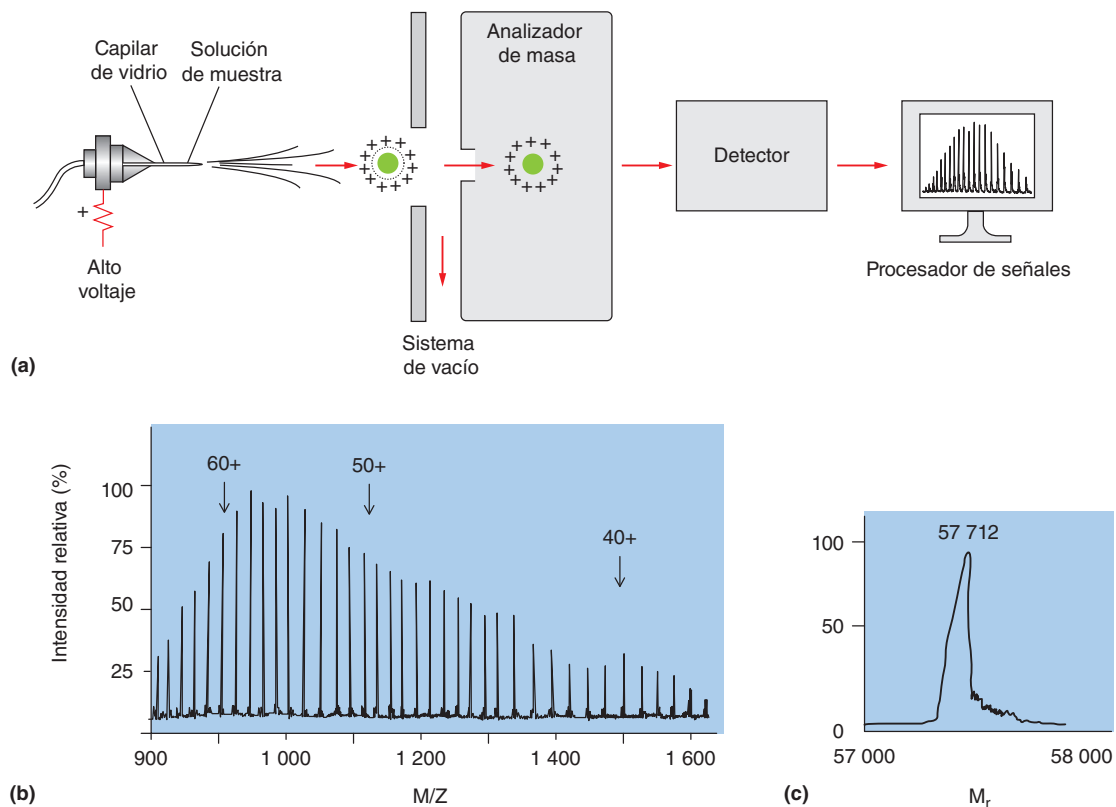 Capilar
de vidrio
Solución
de muestra
Analizador
de masa
Detector
+ + + + + + + + + + +
+ + + + + + + + + + +
+
Alto
voltaje
Procesador de señales
Sistema
de vacío
(a)
Intensidad relativa (%)
100
75
50
25
60+
50+
40+
900
1 000
1 200
1 400
1 600
M/Z
(b)
57 712
100
50
0
57 000
58 000
M_r
(c)